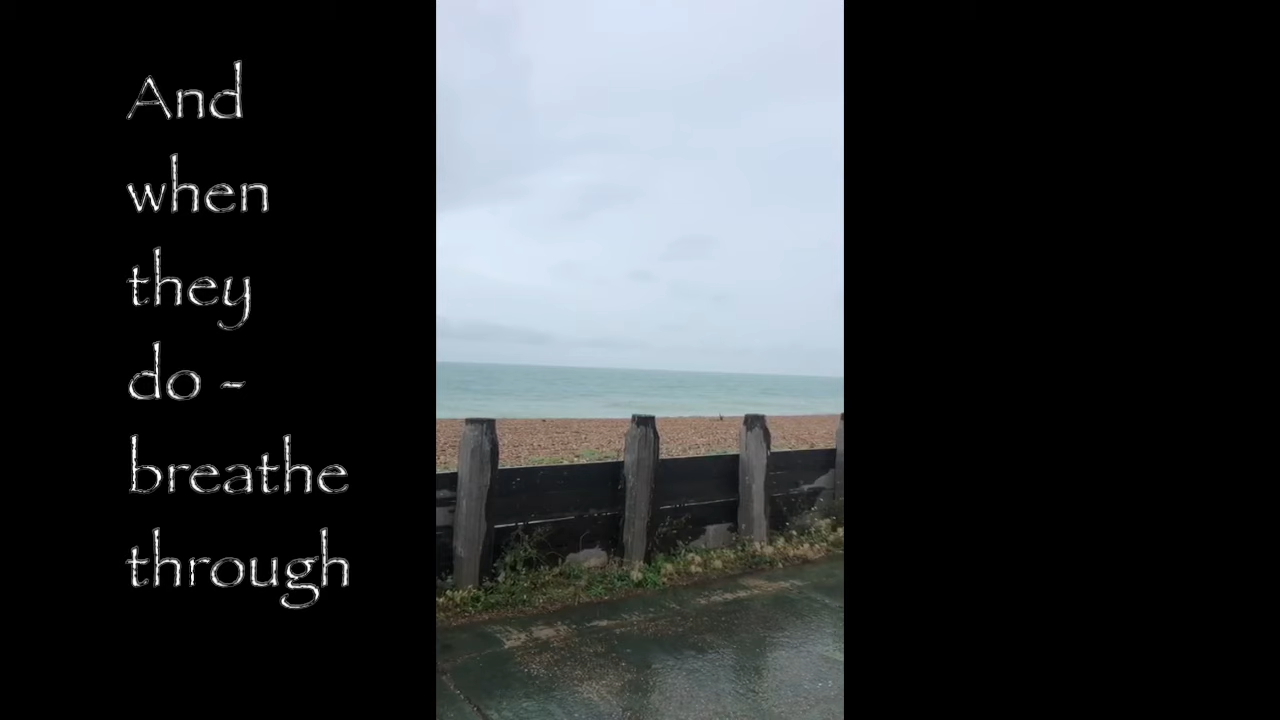 And
when
they
do -
breathe
through